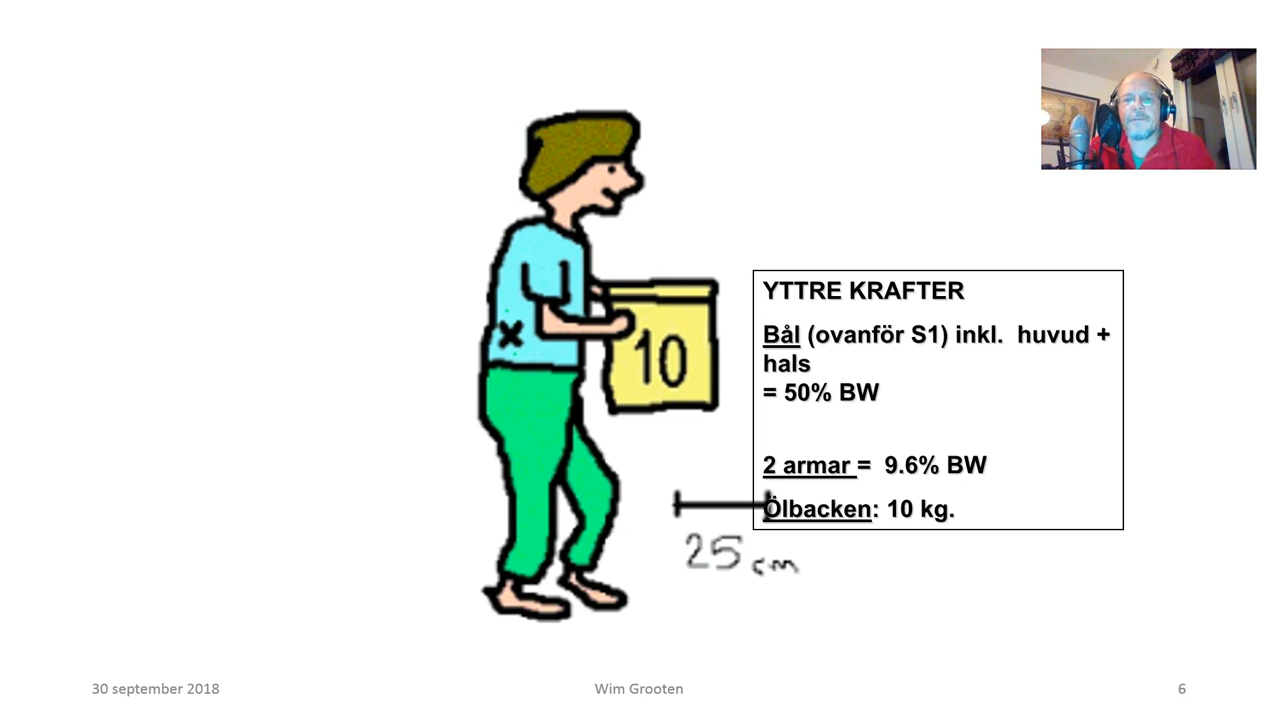 YTTRE KRAFTER
Bål (ovanför S1) inkl. huvud +
hals
= 50% BW
10
2 armar = 9.6% BW
Ölbacken: 10 kg.
25 cm
30 september 2018
Wim Grooten
6